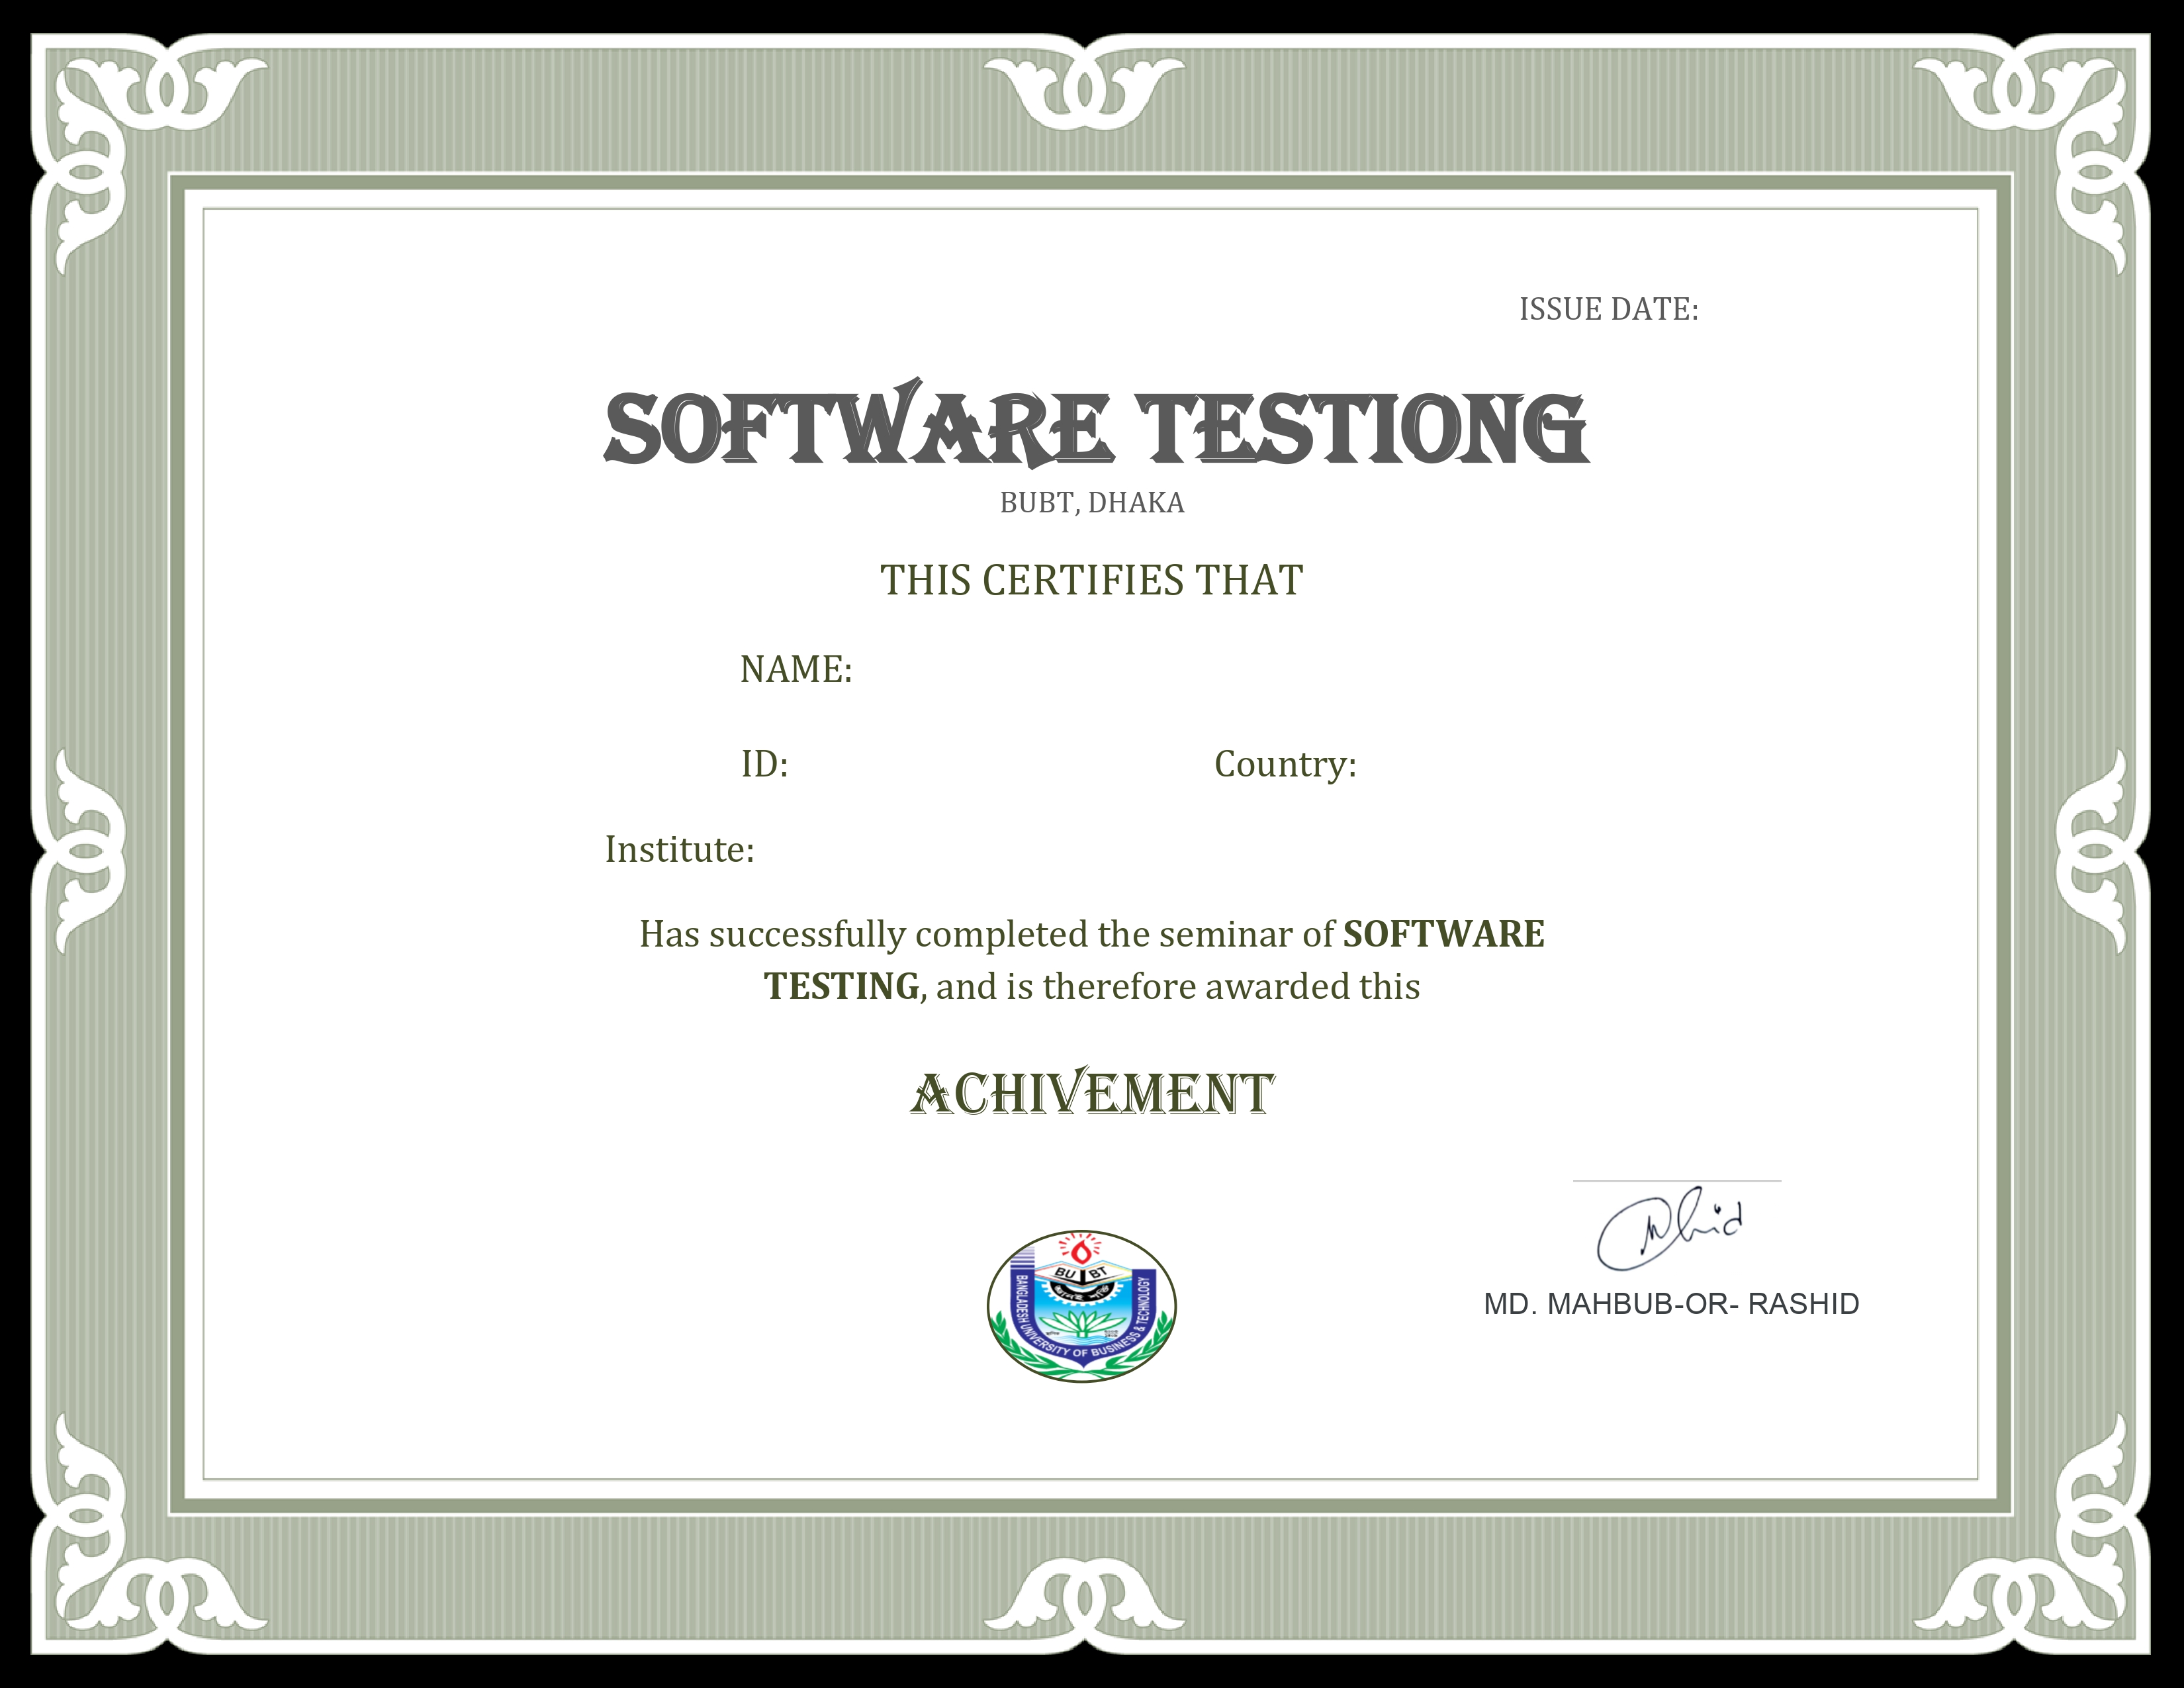 ISSUE DATE:
SOFTWARE TESTIONG
BUBT, DHAKA
THIS CERTIFIES THAT
NAME:
ID: Country:
Institute:
Has successfully completed the seminar of SOFTWARE
TESTING, and is therefore awarded this
ACHIVEMENT
MD. MAHBUB-OR- RASHID
BU BT
BANGLADESH UNIVERSITY OF BUSINESS & TECHNOLOGY